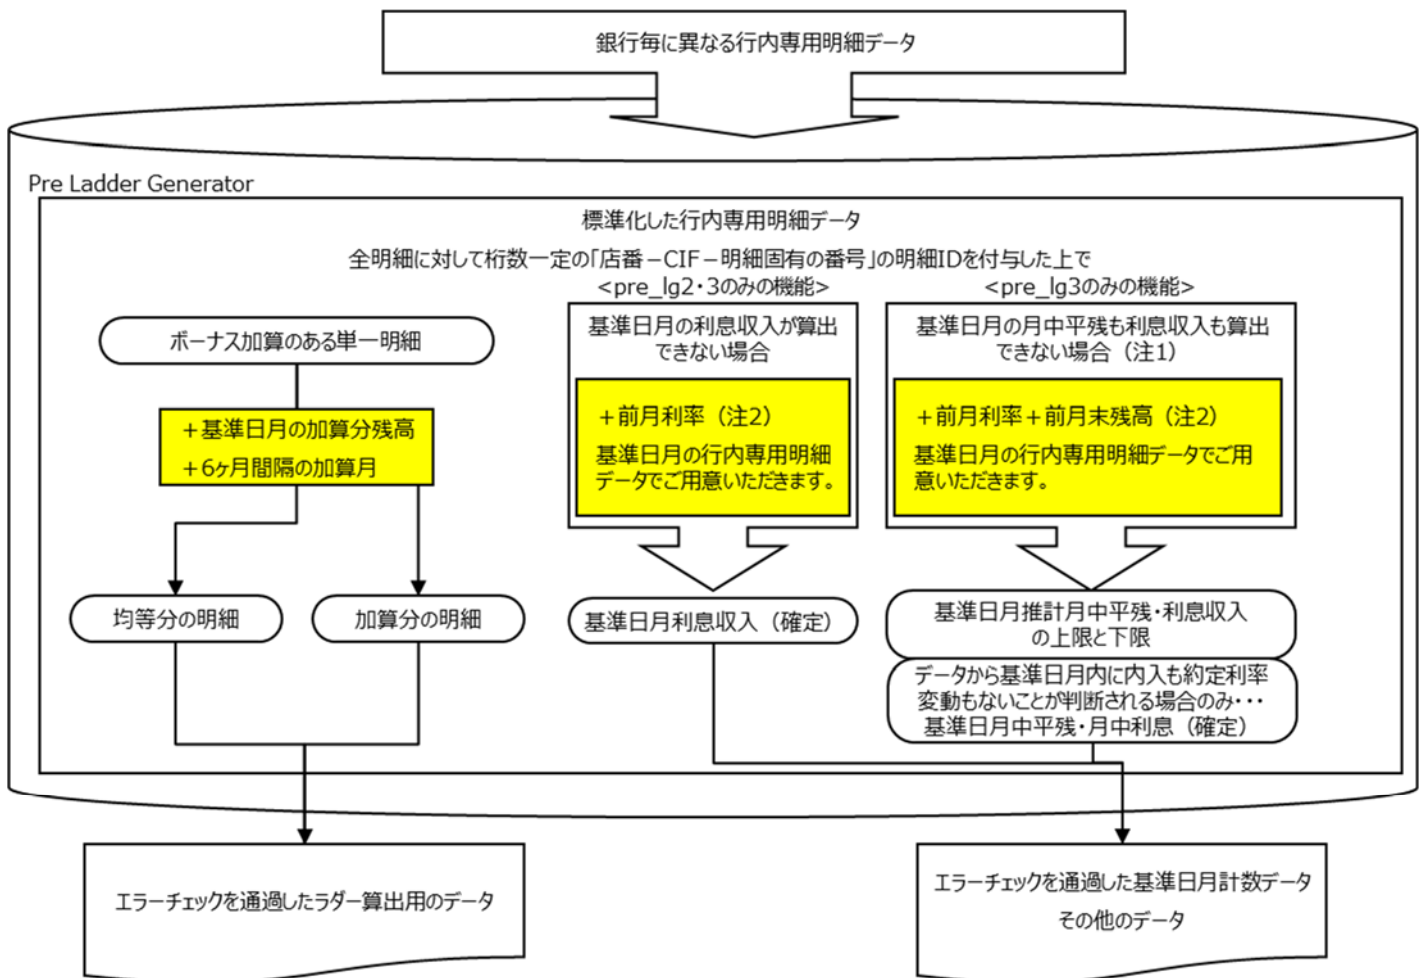 銀行毎に異なる行内専用明細データ
Pre Ladder Generator
標準化した行内専用明細データ
全明細に対して桁数一定の「店番－CIF－明細固有の番号」の明細IDを付与した上で
<pre_lg2・3のみの機能>
<pre_lg3のみの機能>
ボーナス加算のある単一明細
＋基準日月の加算分残高
＋6ヶ月間隔の加算月
均等分の明細
加算分の明細
基準日月の利息収入が算出
できない場合
＋前月利率（注2）
基準日月の行内専用明細
データでご用意いただきます。
基準日月利息収入（確定）
基準日月の月中平残も利息収入も算出
できない場合（注1）
＋前月利率＋前月末残高（注2）
基準日月の行内専用明細データでご用
意いただきます。
基準日月推計月中平残・利息収入
の上限と下限
データから基準日月内に内入も約定利率
変動もないことが判断される場合のみ・・・
基準日月中平残・月中利息（確定）
エラーチェックを通過したラダー算出用のデータ
エラーチェックを通過した基準日月計数データ
その他のデータ